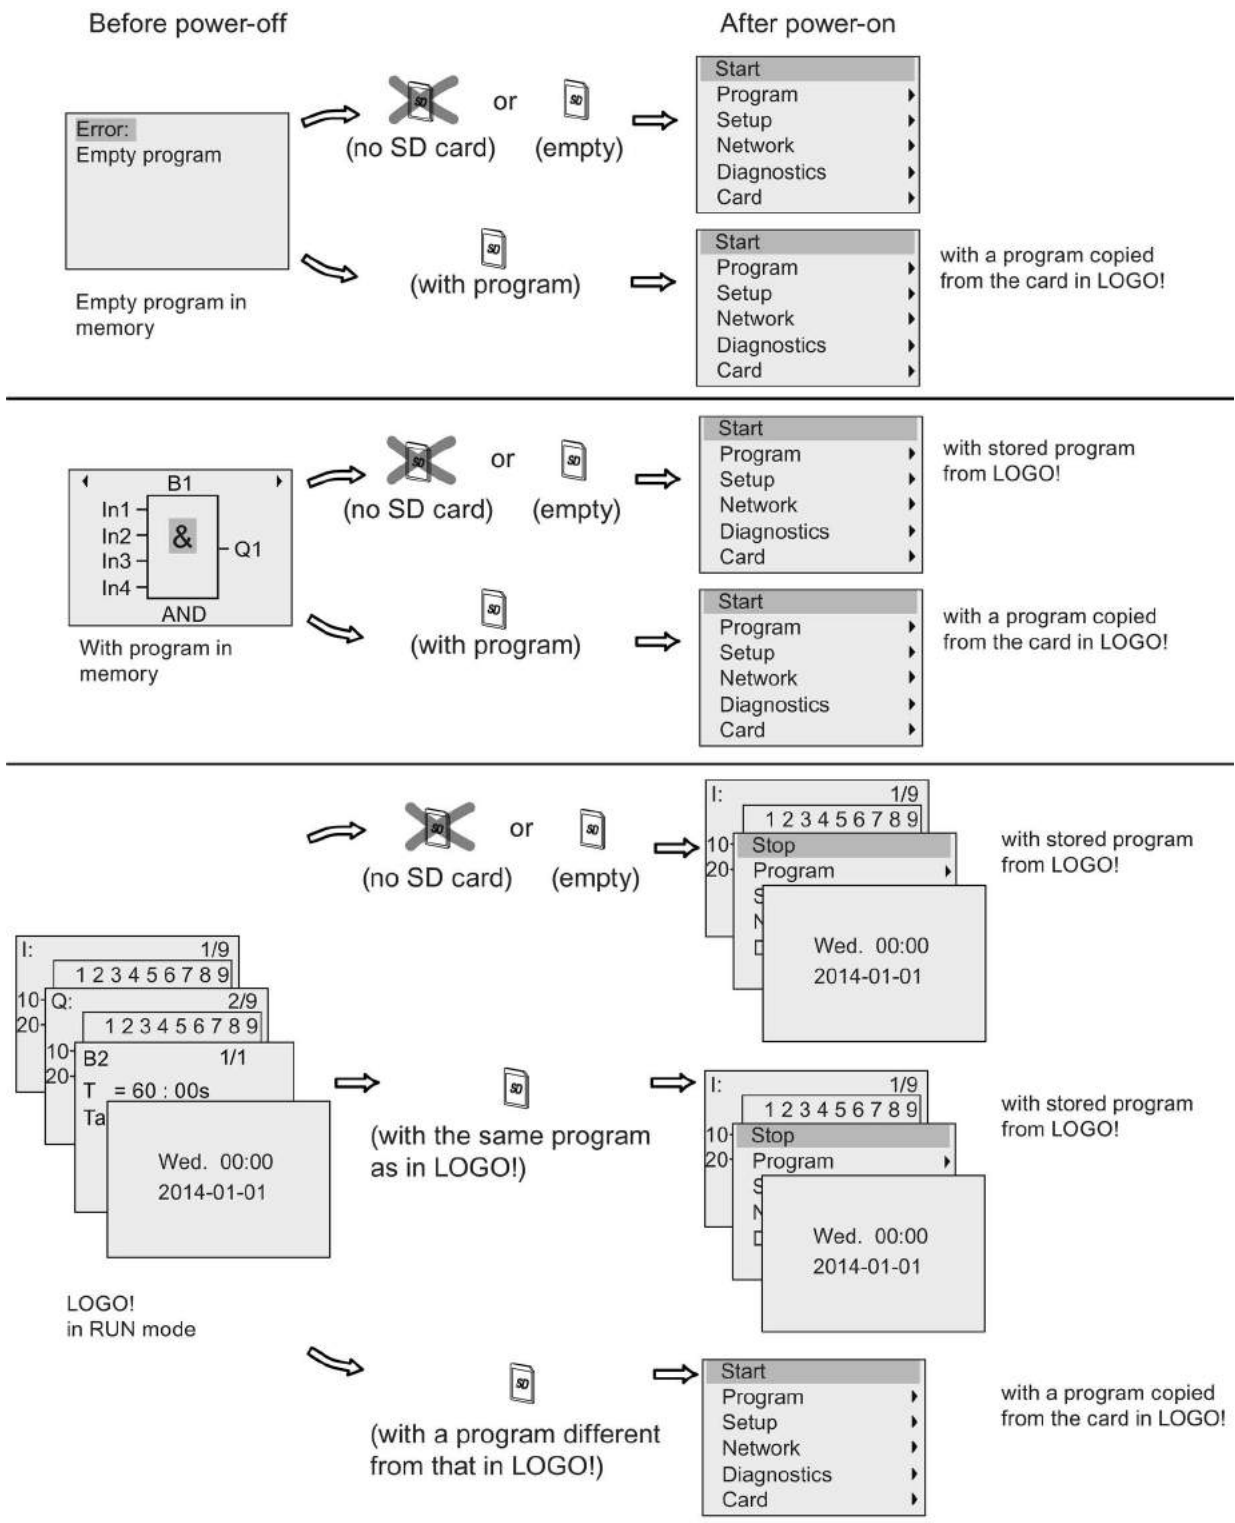 Before power-off
After power-on
Error:
Empty program
Empty program in
memory
SD
(no SD card)
or
SD
(empty)
Start
Program
Setup
Network
Diagnostics
Card
SD
(with program)
Start
Program
Setup
Network
Diagnostics
Card
with a program copied
from the card in LOGO!
B1
In1
In2
In3
In4
&
Q1
AND
With program in
memory
SD
(no SD card)
or
SD
(empty)
Start
Program
Setup
Network
Diagnostics
Card
with stored program
from LOGO!
SD
(with program)
Start
Program
Setup
Network
Diagnostics
Card
with a program copied
from the card in LOGO!
I: 1/9
1 2 3 4 5 6 7 8 9
10
20
Q: 2/9
1 2 3 4 5 6 7 8 9
10
20
B2 1/1
T = 60 : 00s
Ta
Wed. 00:00
2014-01-01
LOGO!
in RUN mode
SD
(no SD card)
or
SD
(empty)
I: 1/9
1 2 3 4 5 6 7 8 9
10
20
Stop
Program
S
N
D
Wed. 00:00
2014-01-01
with stored program
from LOGO!
SD
(with the same program
as in LOGO!)
I: 1/9
1 2 3 4 5 6 7 8 9
10
20
Stop
Program
S
N
D
Wed. 00:00
2014-01-01
with stored program
from LOGO!
SD
(with a program different
from that in LOGO!)
Start
Program
Setup
Network
Diagnostics
Card
with a program copied
from the card in LOGO!